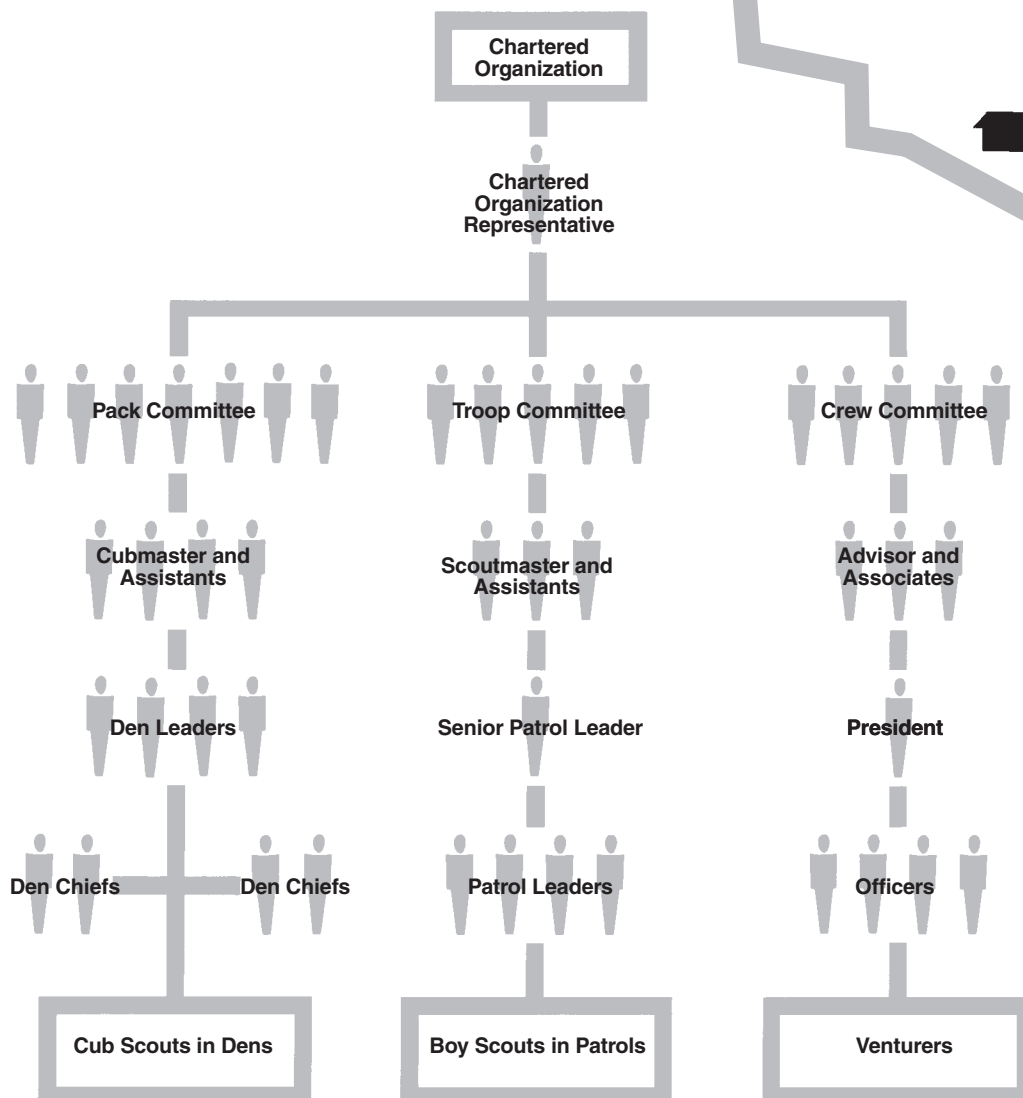 Chartered
Organization
Chartered
Organization
Representative
Pack Committee
Troop Committee
Crew Committee
Cubmaster and
Assistants
Scoutmaster and
Assistants
Advisor and
Associates
Den Leaders
Senior Patrol Leader
President
Den Chiefs
Den Chiefs
Patrol Leaders
Officers
Cub Scouts in Dens
Boy Scouts in Patrols
Venturers